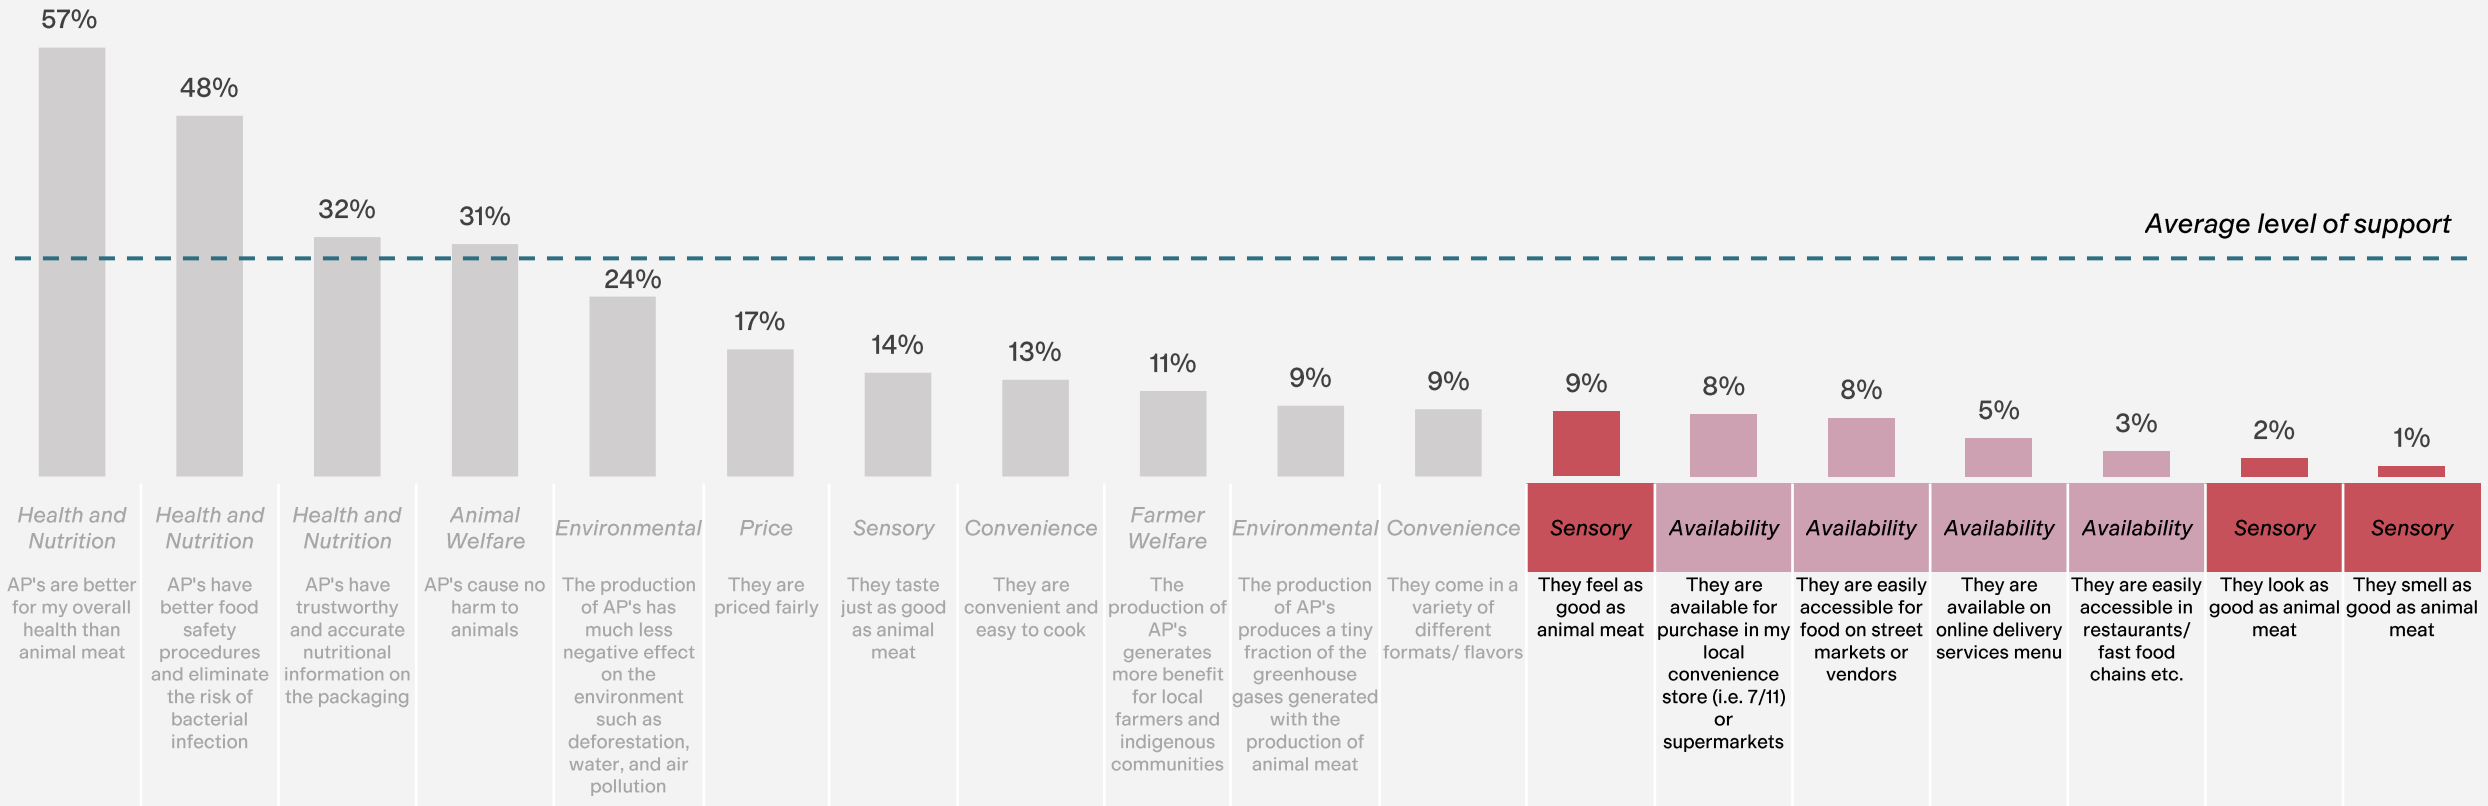 57%
48%
32%
31%
24%
17%
14%
13%
11%
9%
9%
9%
8%
8%
5%
3%
2%
1%
Average level of support
Health and
Nutrition
AP's are better
for my overall
health than
animal meat
Health and
Nutrition
AP's have
better food
safety
procedures
and eliminate
the risk of
bacterial
infection
Health and
Nutrition
AP's have
trustworthy
and accurate
nutritional
information on
the packaging
Animal
Welfare
AP's cause no
harm to
animals
Environmental
The production
of AP's has
much less
negative effect
on the
environment
such as
deforestation,
water, and air
pollution
Price
They are
priced fairly
Sensory
They taste
just as good
as animal
meat
Convenience
They are
convenient and
easy to cook
Farmer
Welfare
The
production of
AP's
generates
more benefit
for local
farmers and
indigenous
communities
Environmental
The production
of AP's
produces a tiny
fraction of the
greenhouse
gases generated
with the
production of
animal meat
Convenience
They come in a
variety of
different
formats/ flavors
Sensory
They feel as
good as
animal meat
Availability
They are
available for
purchase in my
local
convenience
store (i.e. 7/11)
or
supermarkets
Availability
They are easily
accessible for
food on street
markets or
vendors
Availability
They are
available on
online delivery
services menu
Availability
They are easily
accessible in
restaurants/
fast food
chains etc.
Sensory
They look as
good as animal
meat
Sensory
They smell as
good as animal
meat